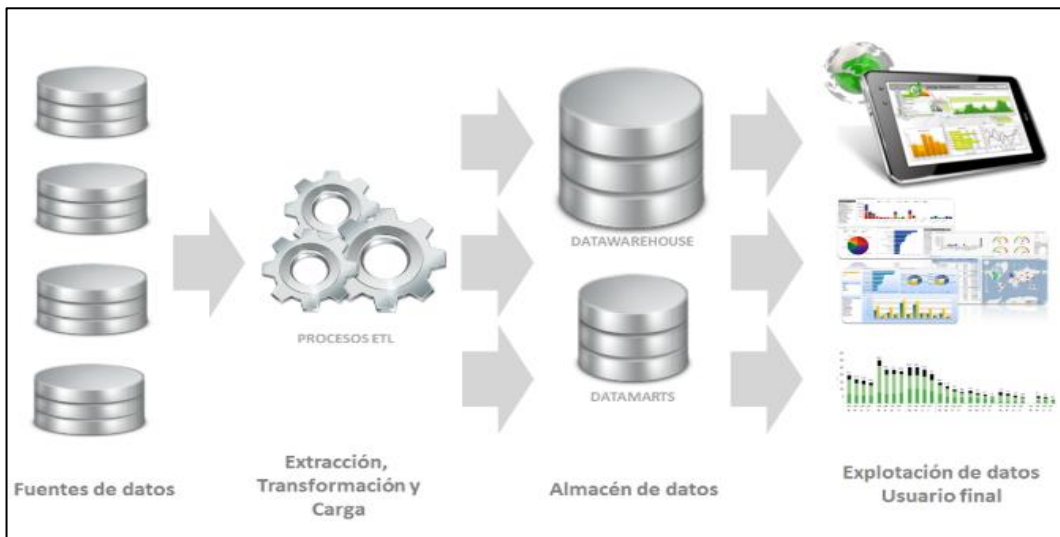 DATAWAREHOUSE
PROCESOS ETL
DATAMARTS
Fuentes de datos
Extracción,
Transformación y
Carga
Almacén de datos
Explotación de datos
Usuario final